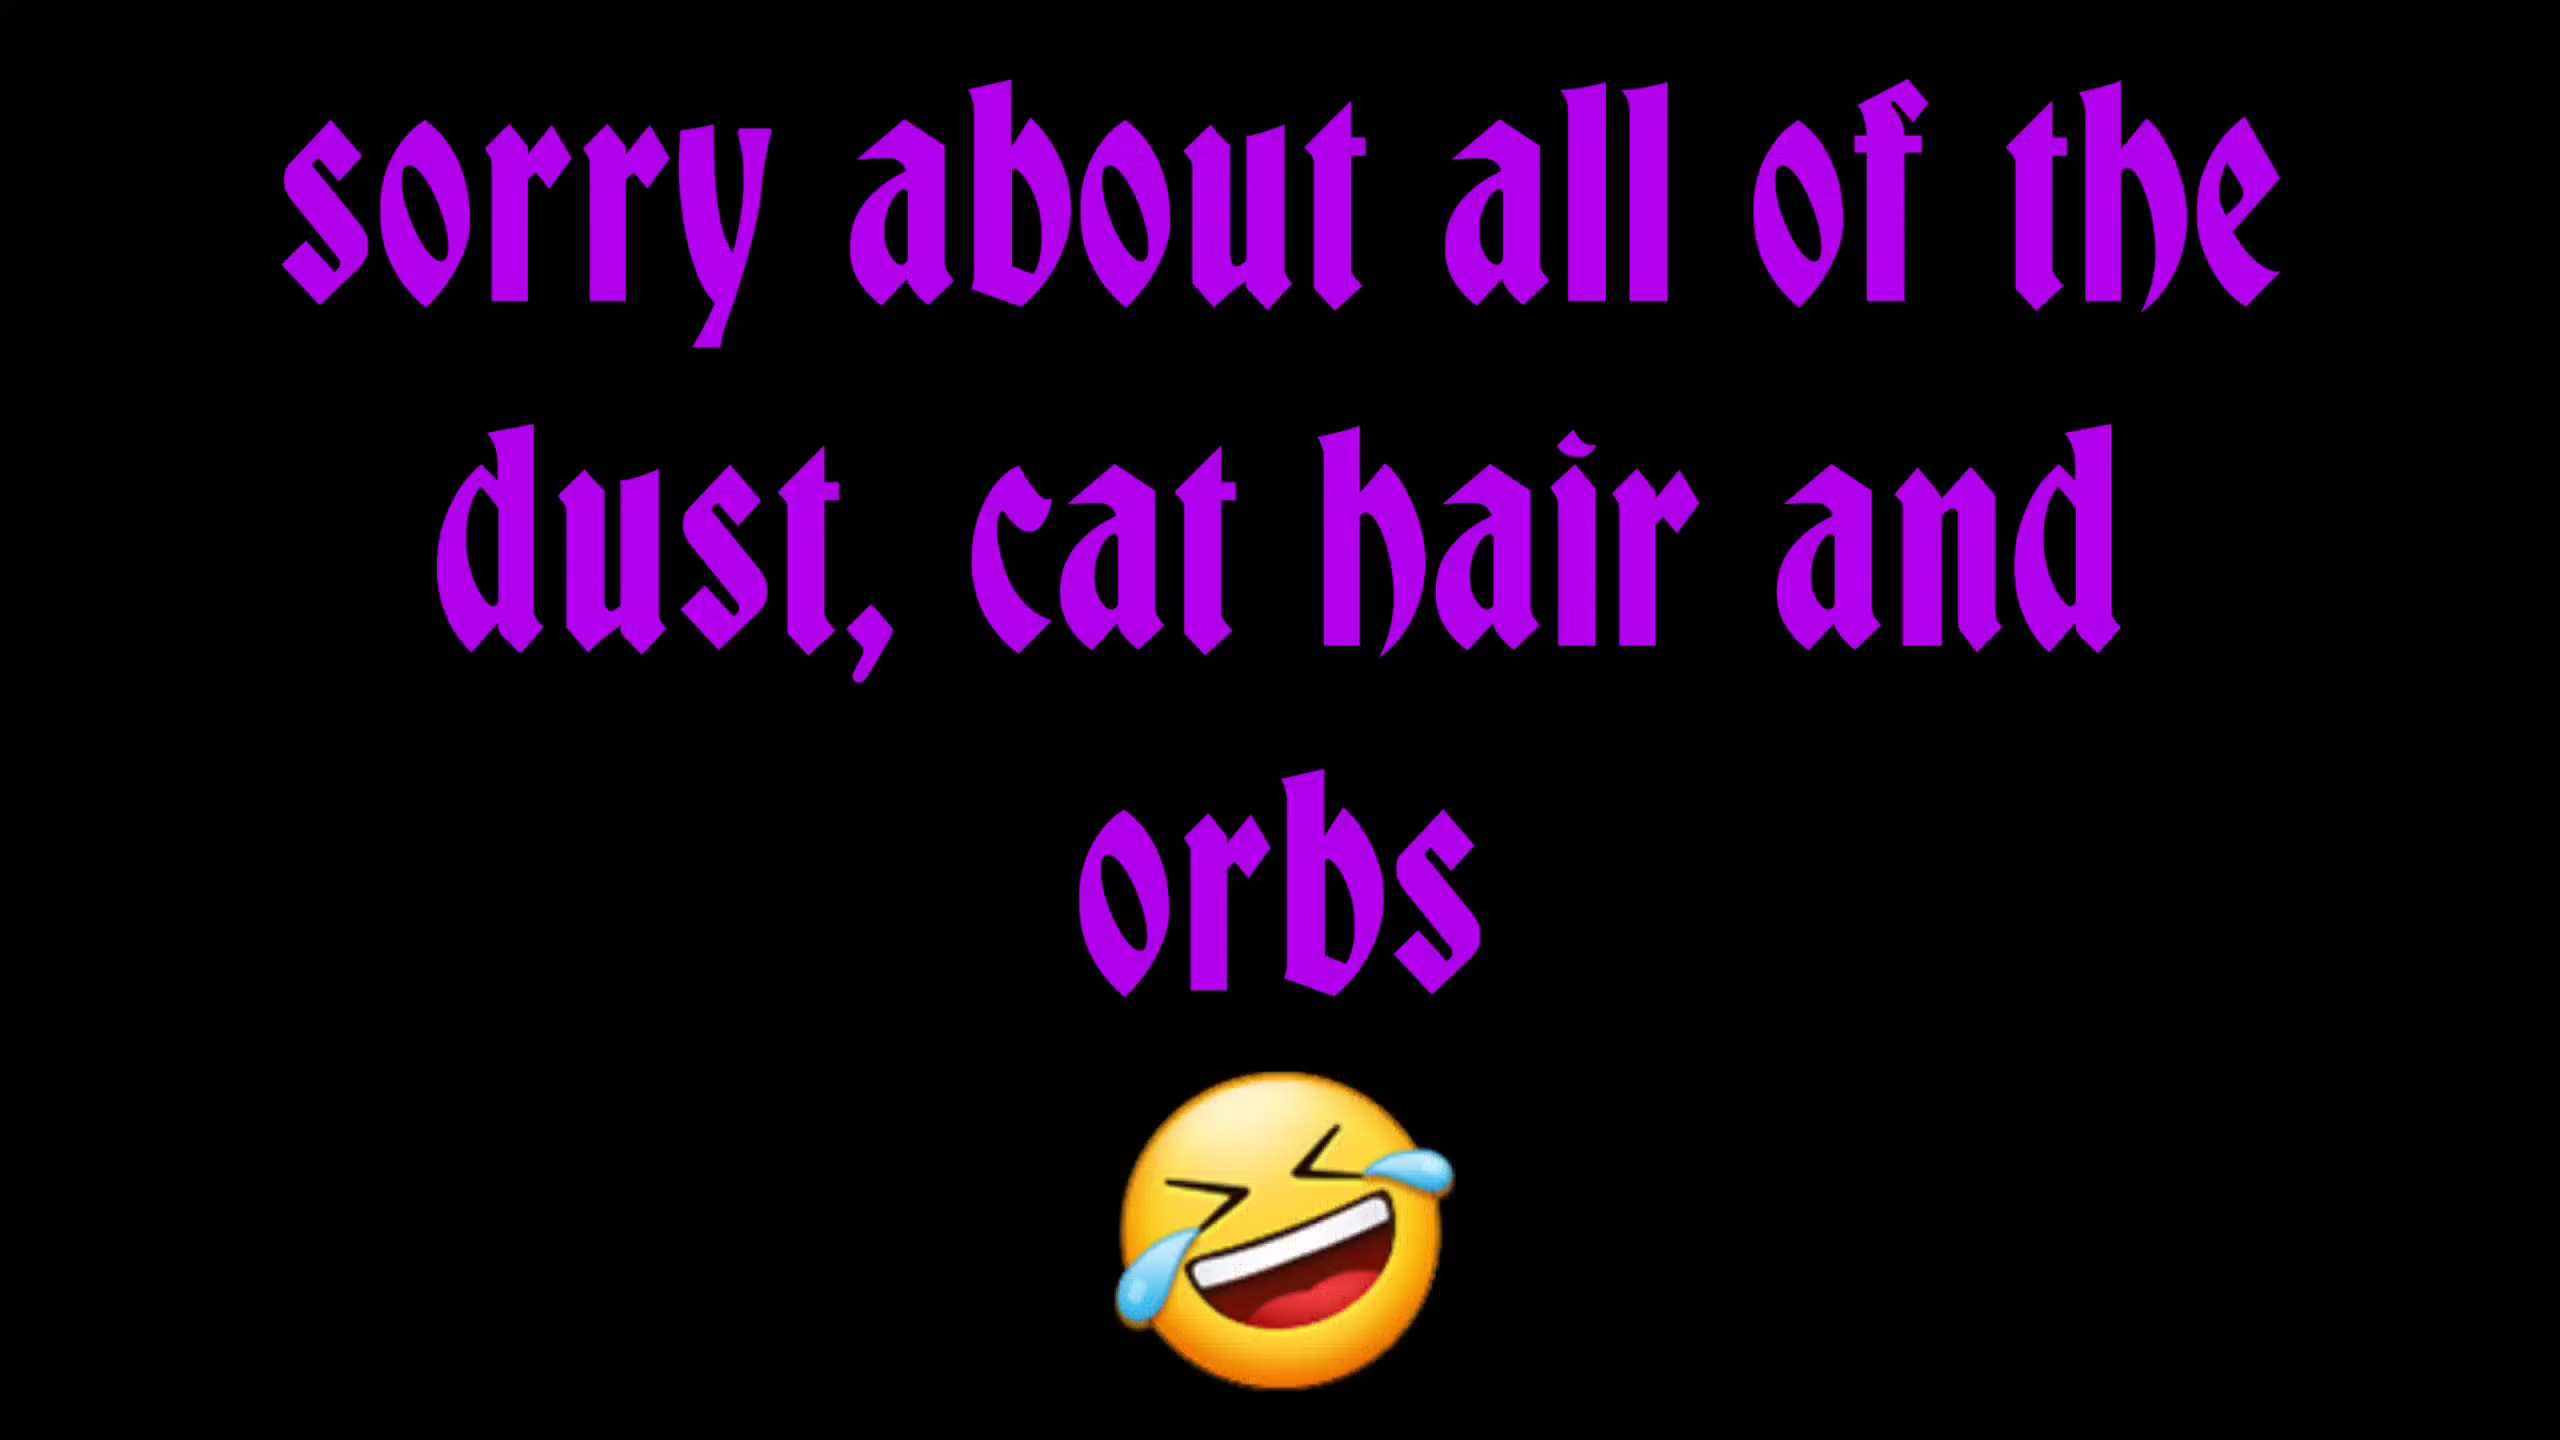 sorry about all of the
dust, cat hair and
orbs
🤣